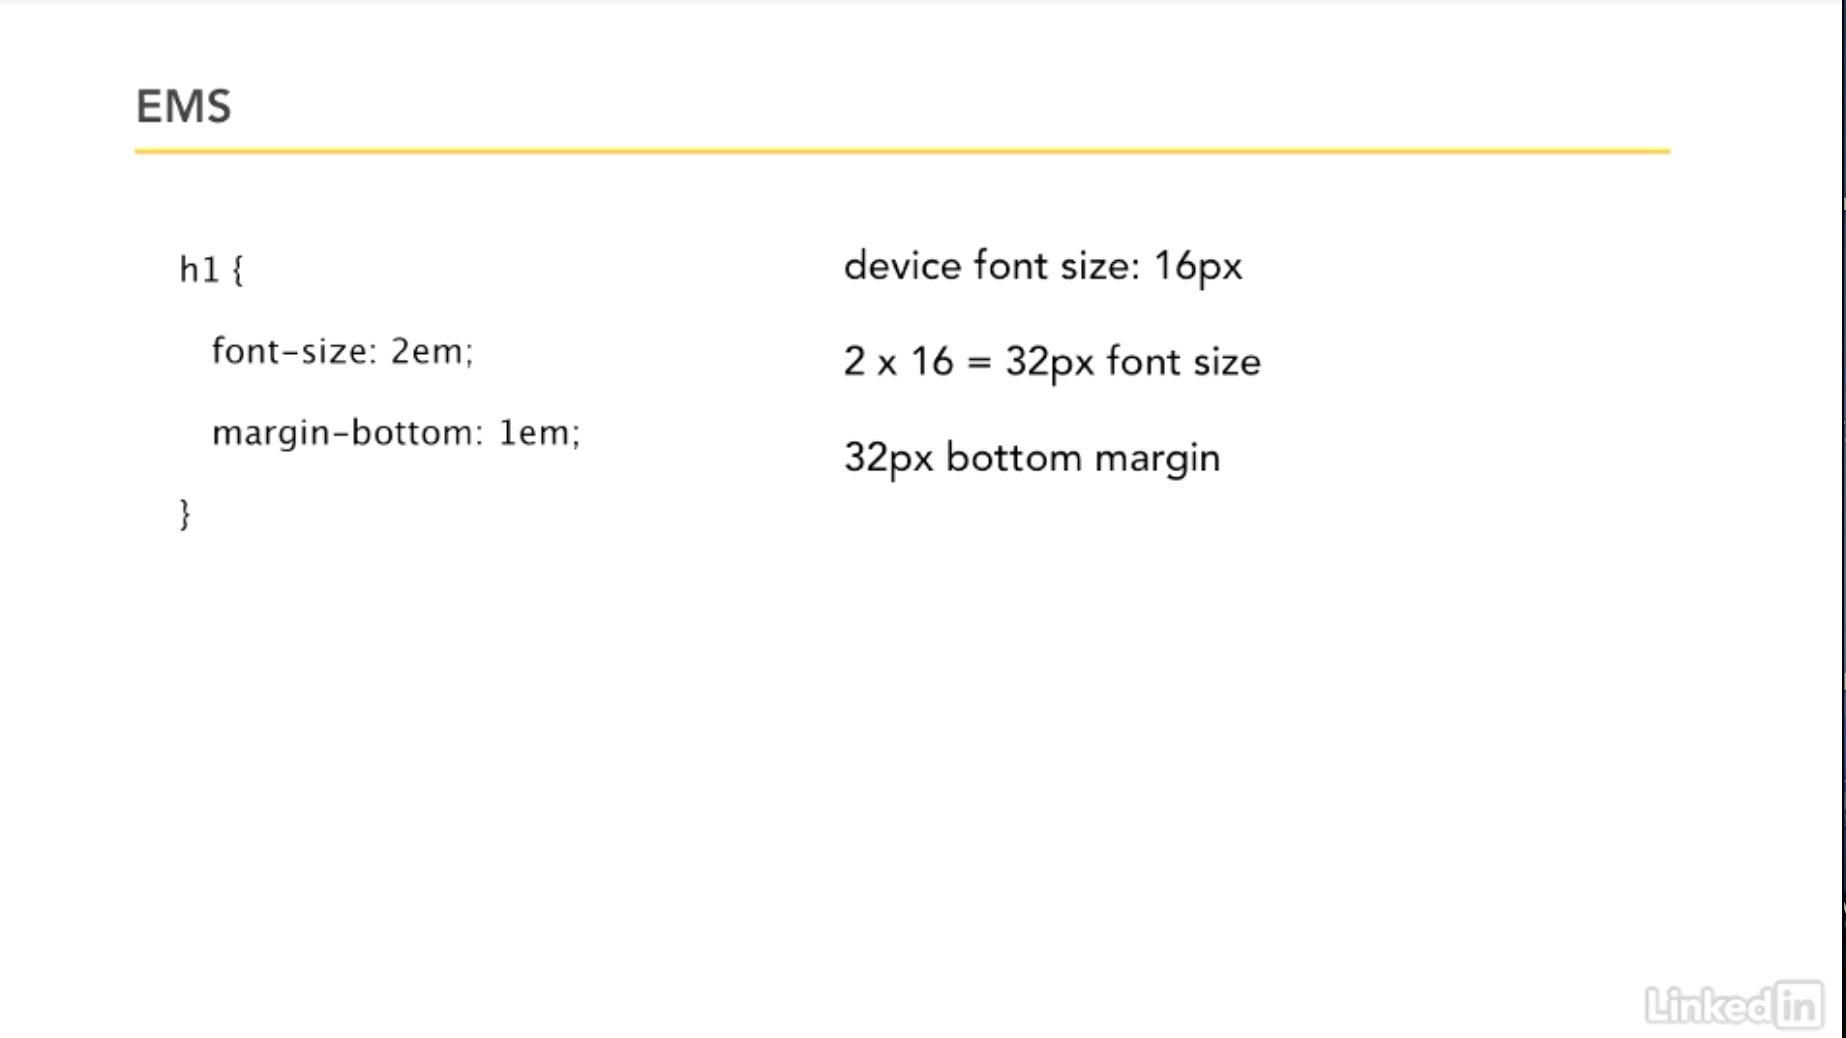 EMS
h1 {
font-size: 2em;
margin-bottom: 1em;
}
device font size: 16px
2 x 16 = 32px font size
32px bottom margin
LinkedIn